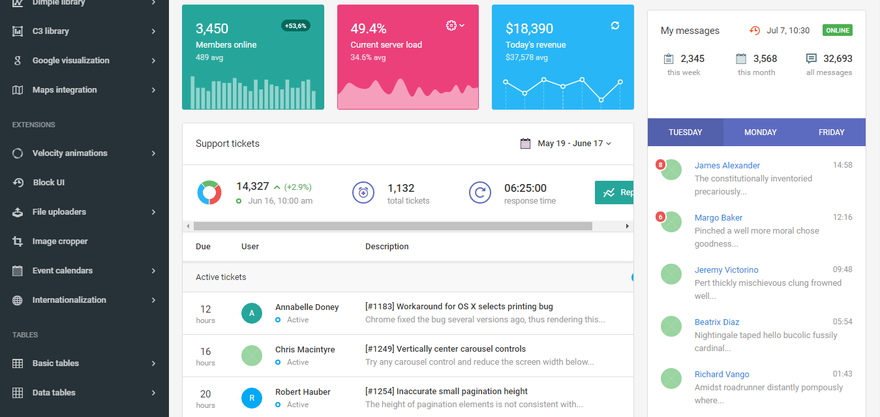 Dimple library
C3 library
Google visualization
Maps integration
EXTENSIONS
Velocity animations
Block UI
File uploaders
Image cropper
Event calendars
Internationalization
TABLES
Basic tables
Data tables
3,450
+53,6%
Members online
489 avg
49.4%
Current server load
34.6% avg
$18,390
Today's revenue
$37,578 avg
Support tickets
May 19 - June 17
14,327 (+2.9%)
Jun 16, 10:00 am
1,132
total tickets
06:25:00
response time
Due User Description
Active tickets
12
hours
A
Annabelle Doney
Active
[#1183] Workaround for OS X selects printing bug
Chrome fixed the bug several versions ago, thus rendering this...
16
hours
Chris Macintyre
Active
[#1249] Vertically center carousel controls
Try any carousel control and reduce the screen width below...
20
hours
R
Robert Hauber
Active
[#1254] Inaccurate small pagination height
The height of pagination elements is not consistent with...
My messages
Jul 7, 10:30
ONLINE
2,345
this week
3,568
this month
32,693
all messages
TUESDAY MONDAY FRIDAY
8
James Alexander 14:58
The constitutionally inventoried
precariously...
6
Margo Baker 12:16
Pinched a well more moral chose
goodness...
Jeremy Victorino 09:48
Pert thickly mischievous clung frowned
well...
Beatrix Diaz 05:54
Nightingale taped hello bucolic fussily
cardinal...
Richard Vango 01:43
Amidst roadrunner distantly pompously
where...